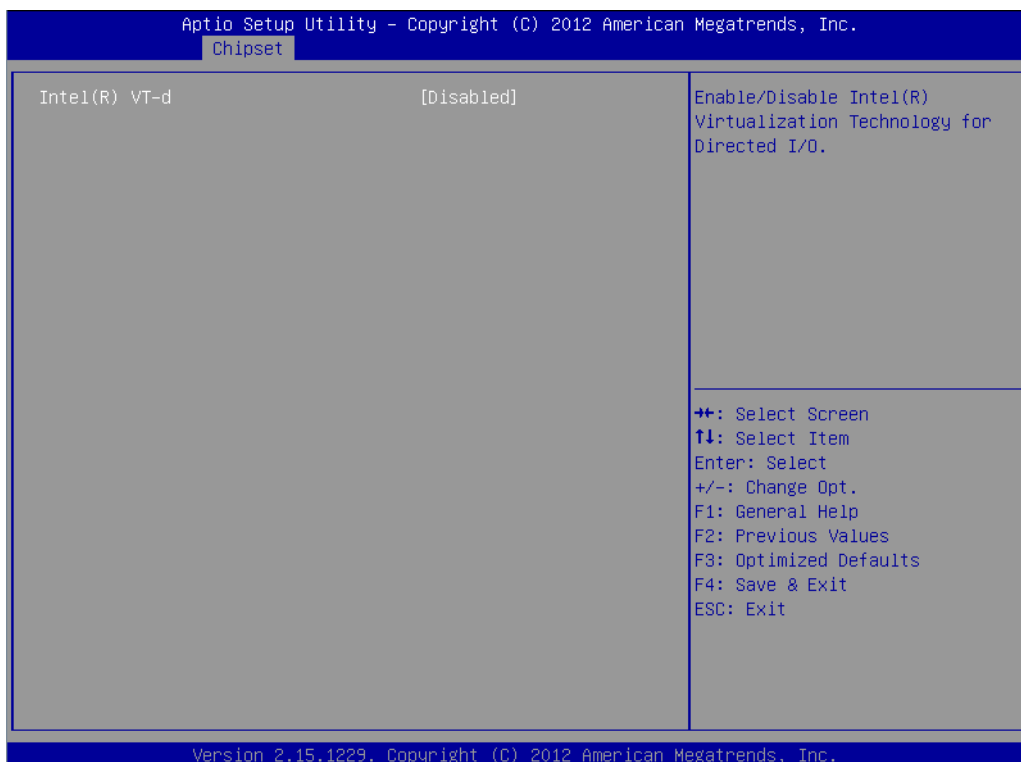 Aptio Setup Utility – Copyright (C) 2012 American Megatrends, Inc.
Chipset
Intel(R) VT-d [Disabled]
Enable/Disable Intel(R)
Virtualization Technology for
Directed I/O.
→←: Select Screen
↑↓: Select Item
Enter: Select
+/-: Change Opt.
F1: General Help
F2: Previous Values
F3: Optimized Defaults
F4: Save & Exit
ESC: Exit
Version 2.15.1229. Copyright (C) 2012 American Megatrends, Inc.